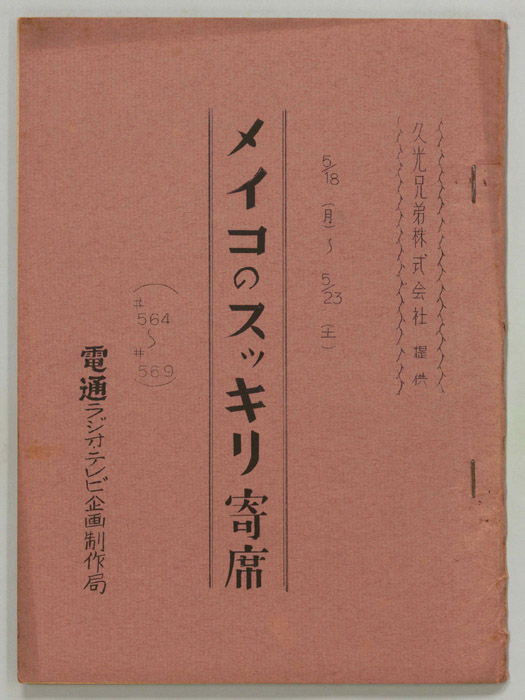 久光兄弟株式会社 提供
5/18 (月) 〜 5/23 (土)
メイコのスッキリ寄席
(#564〜#569)
電通ラジオ・テレビ企画制作局